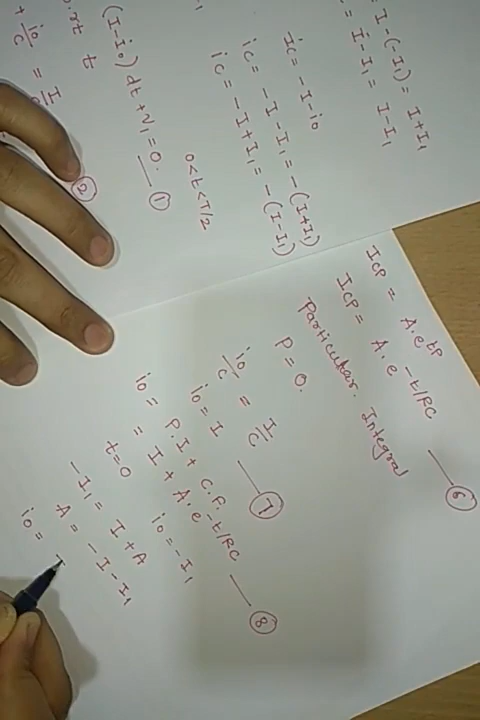 I-(-I₁) = I+I₁
= I-I₁ = I-I₁
ic = -I-io
ic = -I-I₁ = -(I+I₁)
ic = -I+I₁ = -(I-I₁)
0<t<T/2
(I-io) dt + V₁ = 0. — ①
t
+ io/C = I/C
②
ICP = A.e^tP
ICP = A.e^-t/RC — ⑥
Particular. Integral
P = 0.
io/C = I/C
io = I — ⑦
io = P.I + C.F.
= I + A.e^-t/RC — ⑧
t=0 io = -I₁
-I₁ = I+A
A = -I-I₁
io =